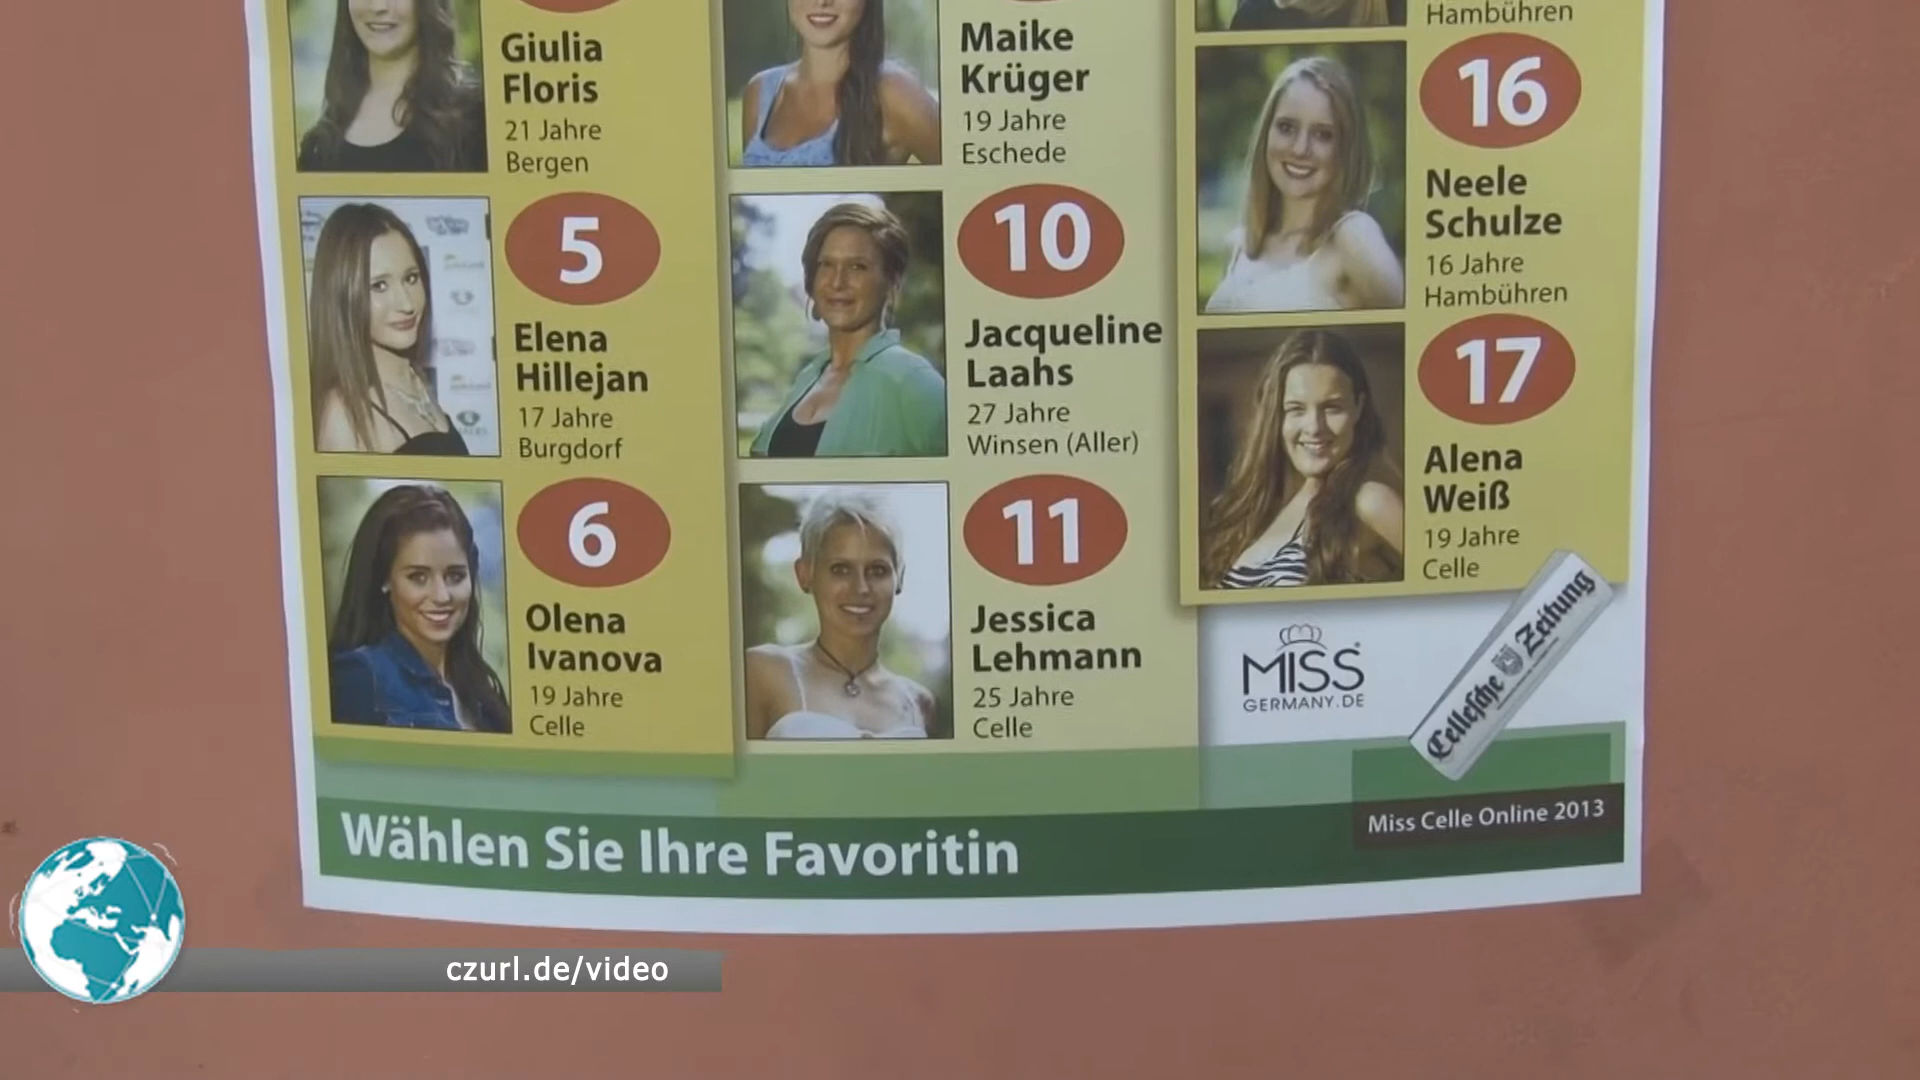 Giulia
Floris
21 Jahre
Bergen
5
Elena
Hillejan
17 Jahre
Burgdorf
6
Olena
Ivanova
19 Jahre
Celle
Maike
Krüger
19 Jahre
Eschede
10
Jacqueline
Laahs
27 Jahre
Winsen (Aller)
11
Jessica
Lehmann
25 Jahre
Celle
Hambühren
16
Neele
Schulze
16 Jahre
Hambühren
17
Alena
Weiß
19 Jahre
Celle
MISS
GERMANY.DE
Cellesche Zeitung
Miss Celle Online 2013
Wählen Sie Ihre Favoritin
czurl.de/video